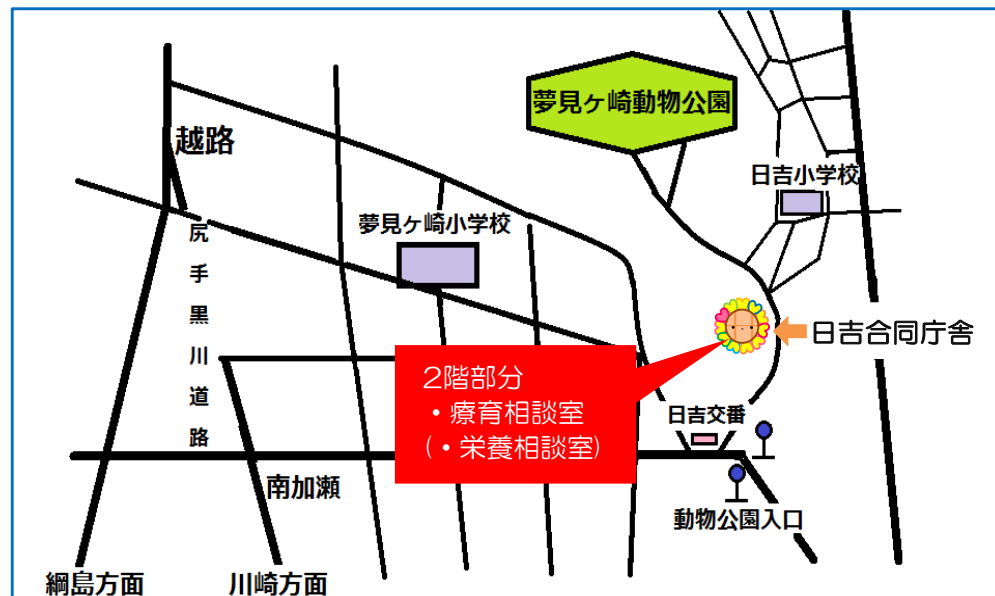 夢見ヶ崎動物公園
越路
日吉小学校
夢見ヶ崎小学校
尻手黒川道路
日吉合同庁舎
2階部分
・療育相談室
(・栄養相談室)
日吉交番
南加瀬
動物公園入口
綱島方面
川崎方面